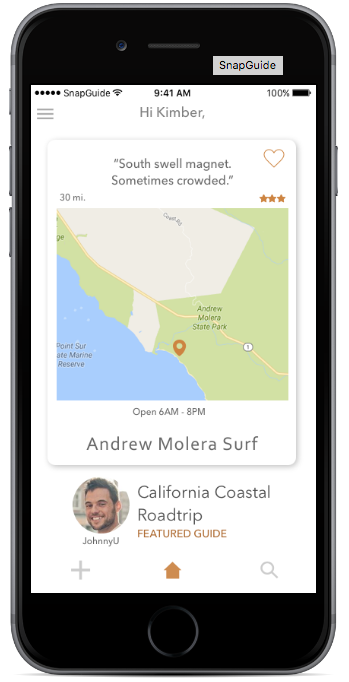 SnapGuide
SnapGuide 9:41 AM 100%
Hi Kimber,
“South swell magnet.
Sometimes crowded.”
30 mi.
Andrew
Molera
State Park
1
Point Sur
ate Marine
Reserve
Open 6AM - 8PM
Andrew Molera Surf
California Coastal
Roadtrip
FEATURED GUIDE
JohnnyU